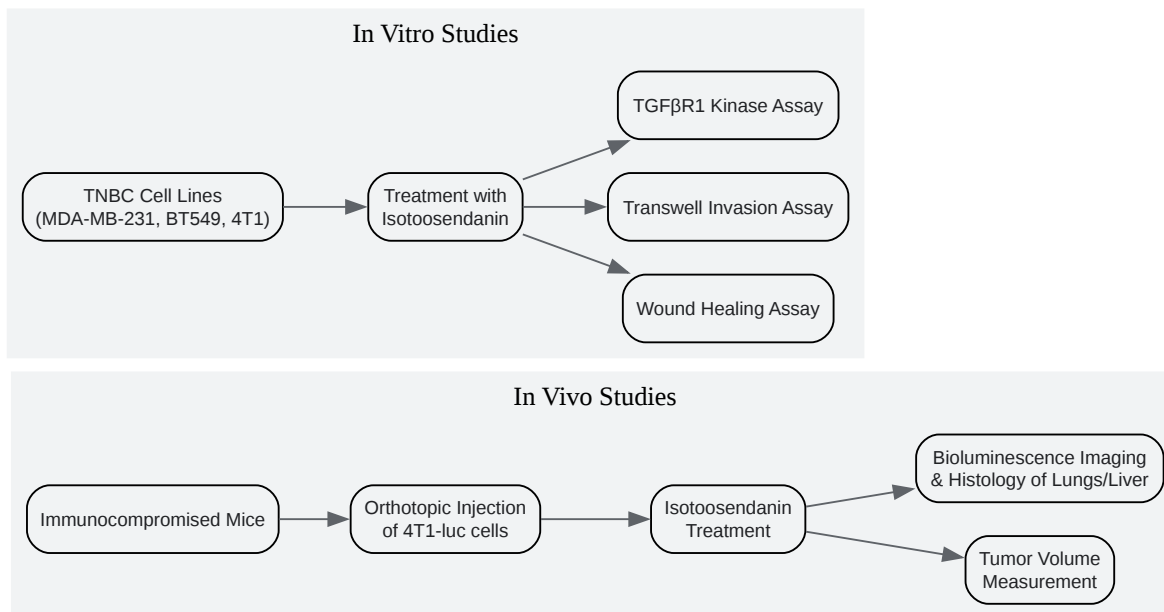 In Vitro Studies
TGFβR1 Kinase Assay
TNBC Cell Lines
(MDA-MB-231, BT549, 4T1)
Treatment with
Isotoosendanin
Transwell Invasion Assay
Wound Healing Assay
In Vivo Studies
Immunocompromised Mice
Orthotopic Injection
of 4T1-luc cells
Isotoosendanin
Treatment
Bioluminescence Imaging
& Histology of Lungs/Liver
Tumor Volume
Measurement